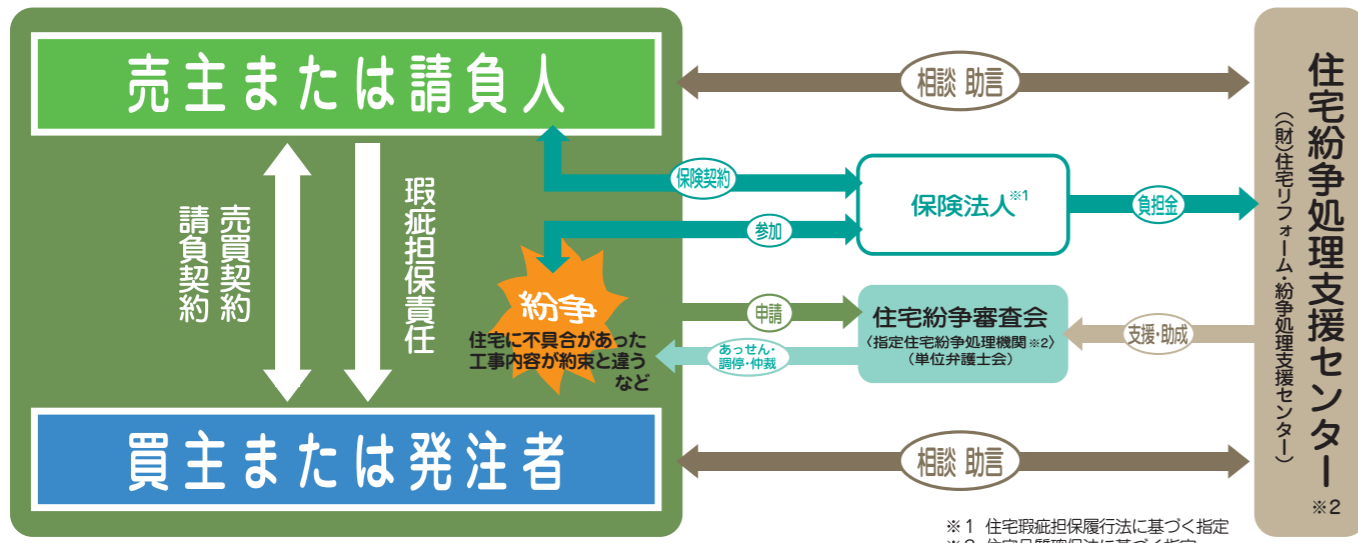 売主または請負人
相談 助言
住宅紛争処理支援センター※2
((財)住宅リフォーム・紛争処理支援センター)
売買契約
請負契約
瑕疵担保責任
保険契約
保険法人※1
負担金
参加
紛争
住宅に不具合があった
工事内容が約束と違う
など
申請
あっせん・
調停・仲裁
住宅紛争審査会
〈指定住宅紛争処理機関※2〉
(単位弁護士会)
支援・助成
買主または発注者
相談 助言
※1 住宅瑕疵担保履行法に基づく指定